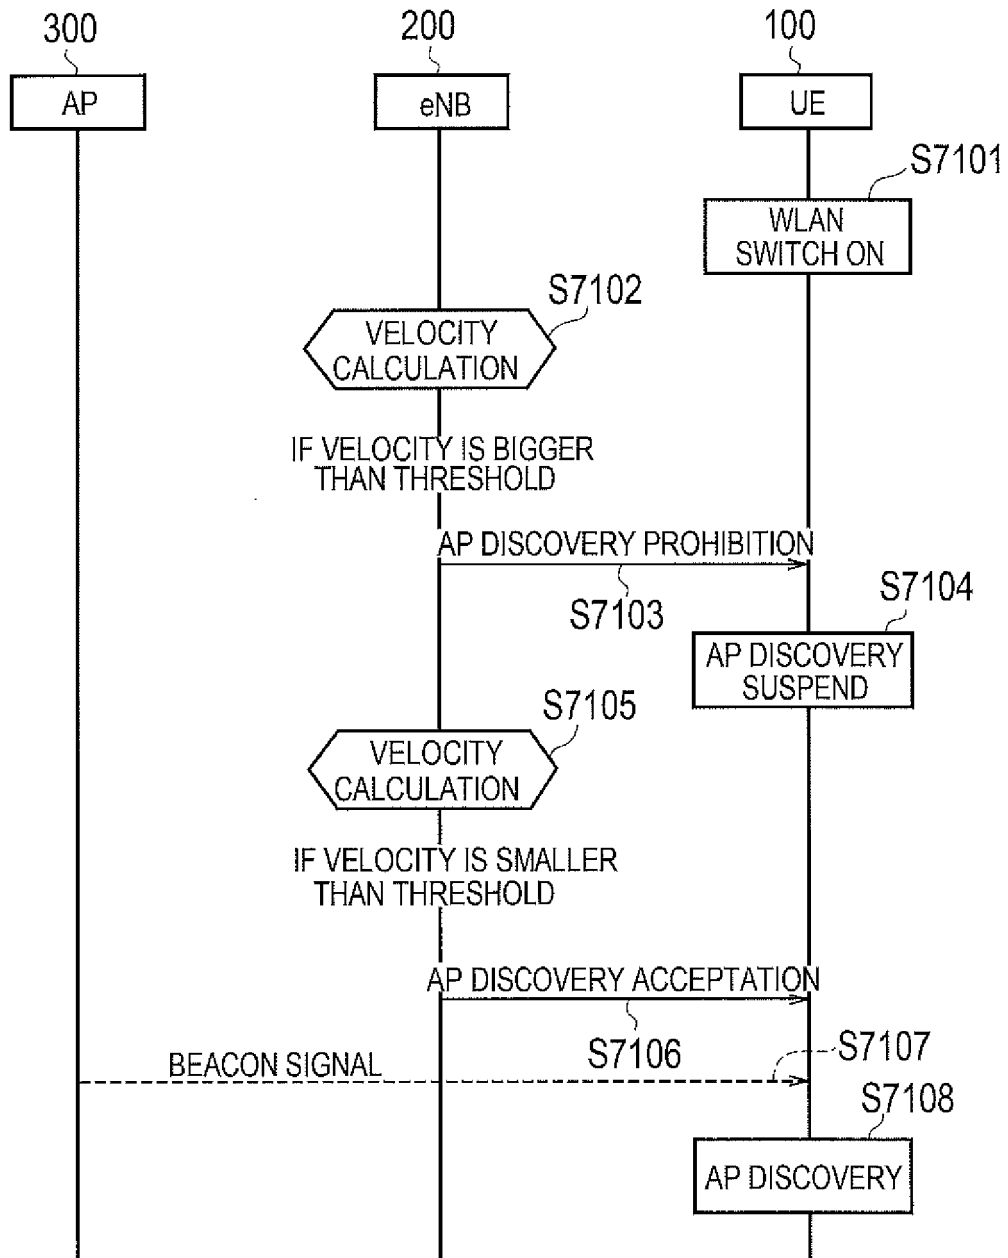 300
200
100
AP
eNB
UE
S7101
WLAN
SWITCH ON
S7102
VELOCITY
CALCULATION
IF VELOCITY IS BIGGER
THAN THRESHOLD
AP DISCOVERY PROHIBITION
S7103
S7104
AP DISCOVERY
SUSPEND
S7105
VELOCITY
CALCULATION
IF VELOCITY IS SMALLER
THAN THRESHOLD
AP DISCOVERY ACCEPTATION
S7106
S7107
BEACON SIGNAL
S7108
AP DISCOVERY